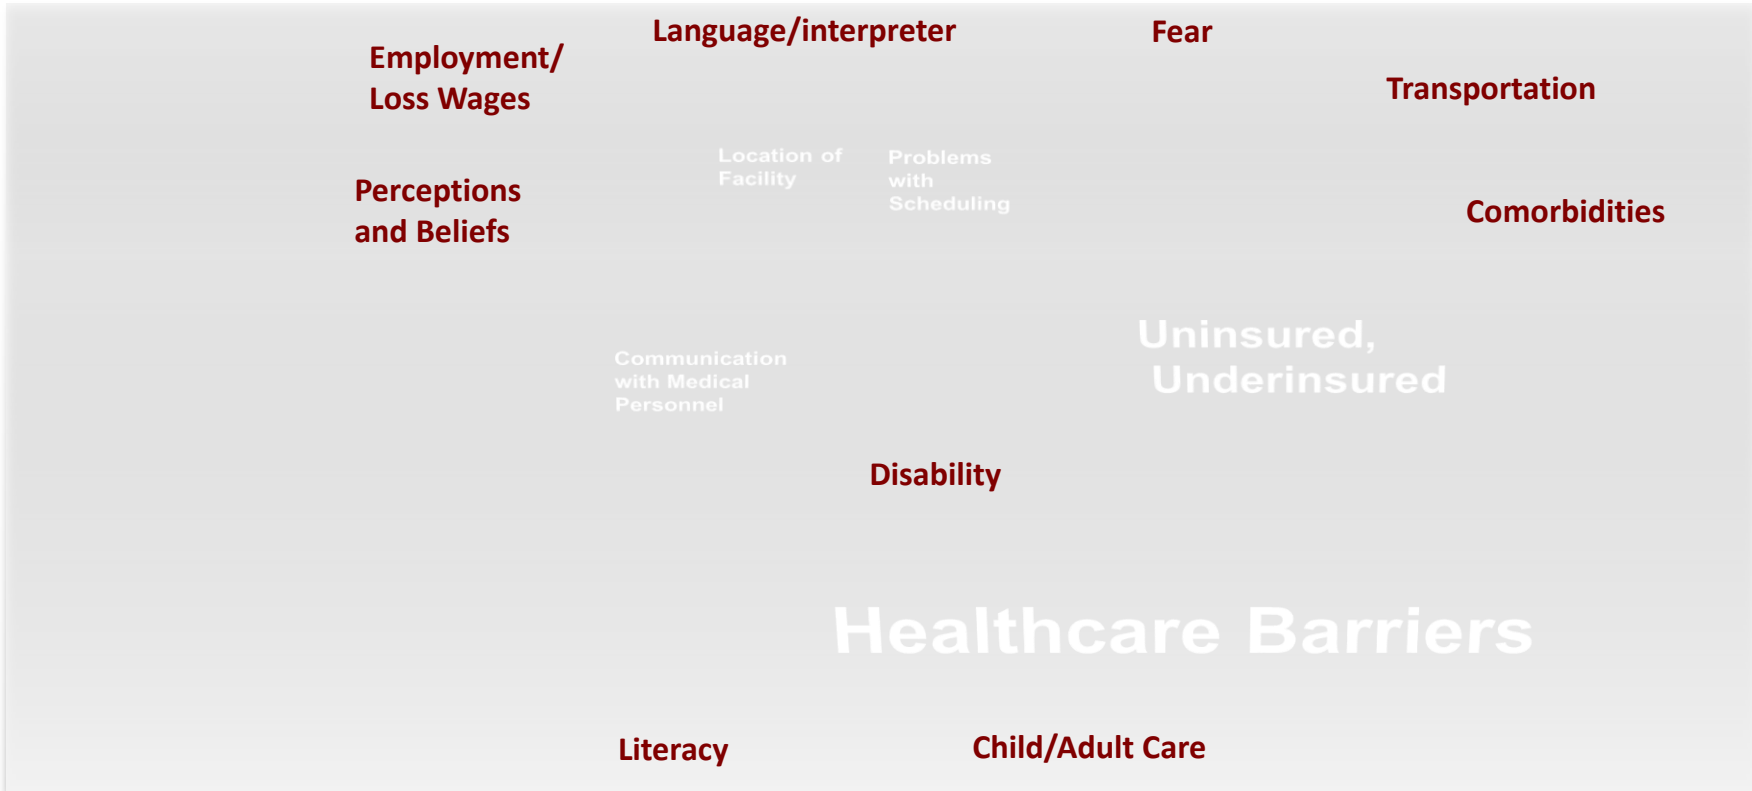 Language/interpreter
Fear
Employment/
Loss Wages
Transportation
Location of
Facility
Problems
with
Scheduling
Perceptions
and Beliefs
Comorbidities
Uninsured,
Underinsured
Communication
with Medical
Personnel
Disability
Healthcare Barriers
Literacy
Child/Adult Care